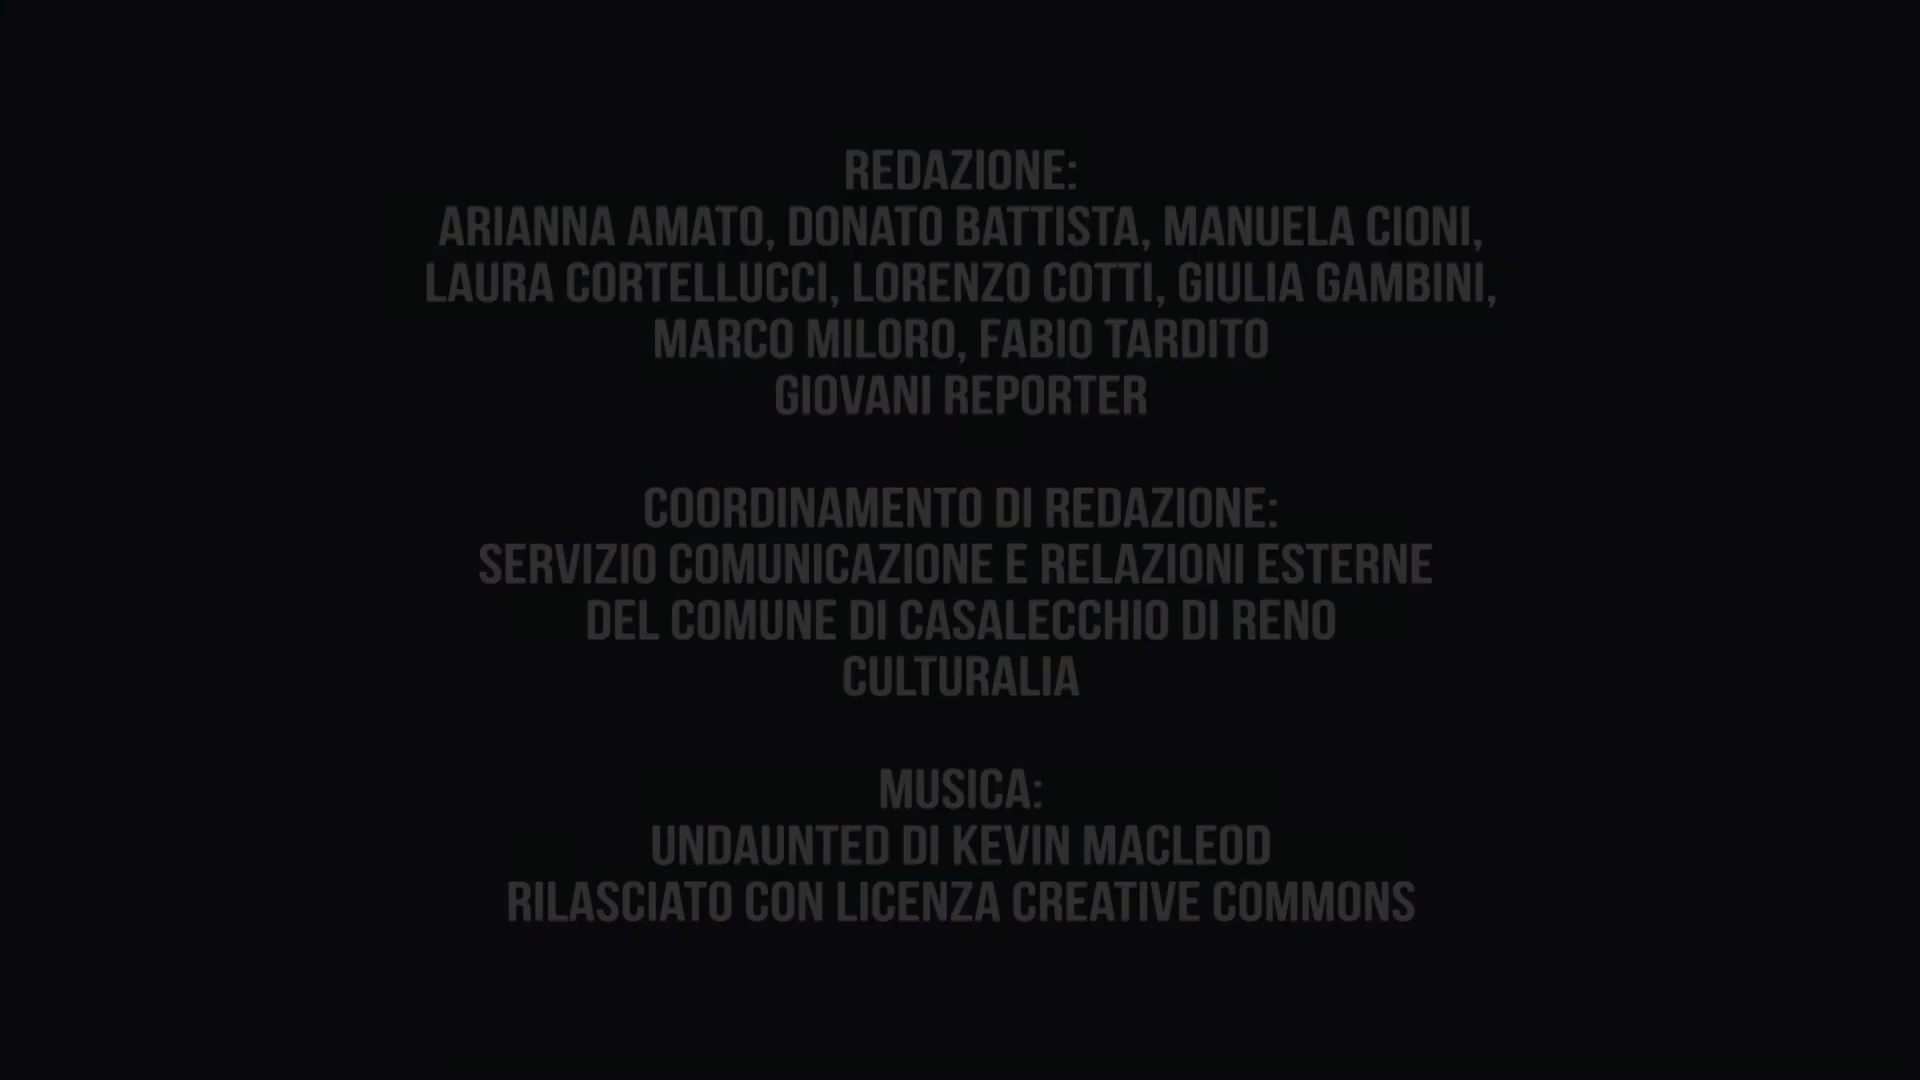 REDAZIONE:
ARIANNA AMATO, DONATO BATTISTA, MANUELA CIONI,
LAURA CORTELLUCCI, LORENZO COTTI, GIULIA GAMBINI,
MARCO MILORO, FABIO TARDITO
GIOVANI REPORTER
COORDINAMENTO DI REDAZIONE:
SERVIZIO COMUNICAZIONE E RELAZIONI ESTERNE
DEL COMUNE DI CASALECCHIO DI RENO
CULTURALIA
MUSICA:
UNDAUNTED DI KEVIN MACLEOD
RILASCIATO CON LICENZA CREATIVE COMMONS